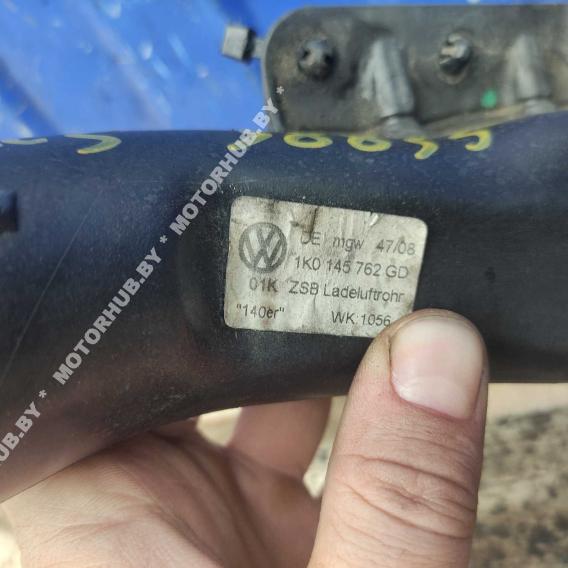 DE mgw 47/08
1K0 145 762 GD
01K ZSB Ladeluftrohr
"140er" WK 1056
MOTORHUB.BY * MOTORHUB.BY * MOTORHUB.BY